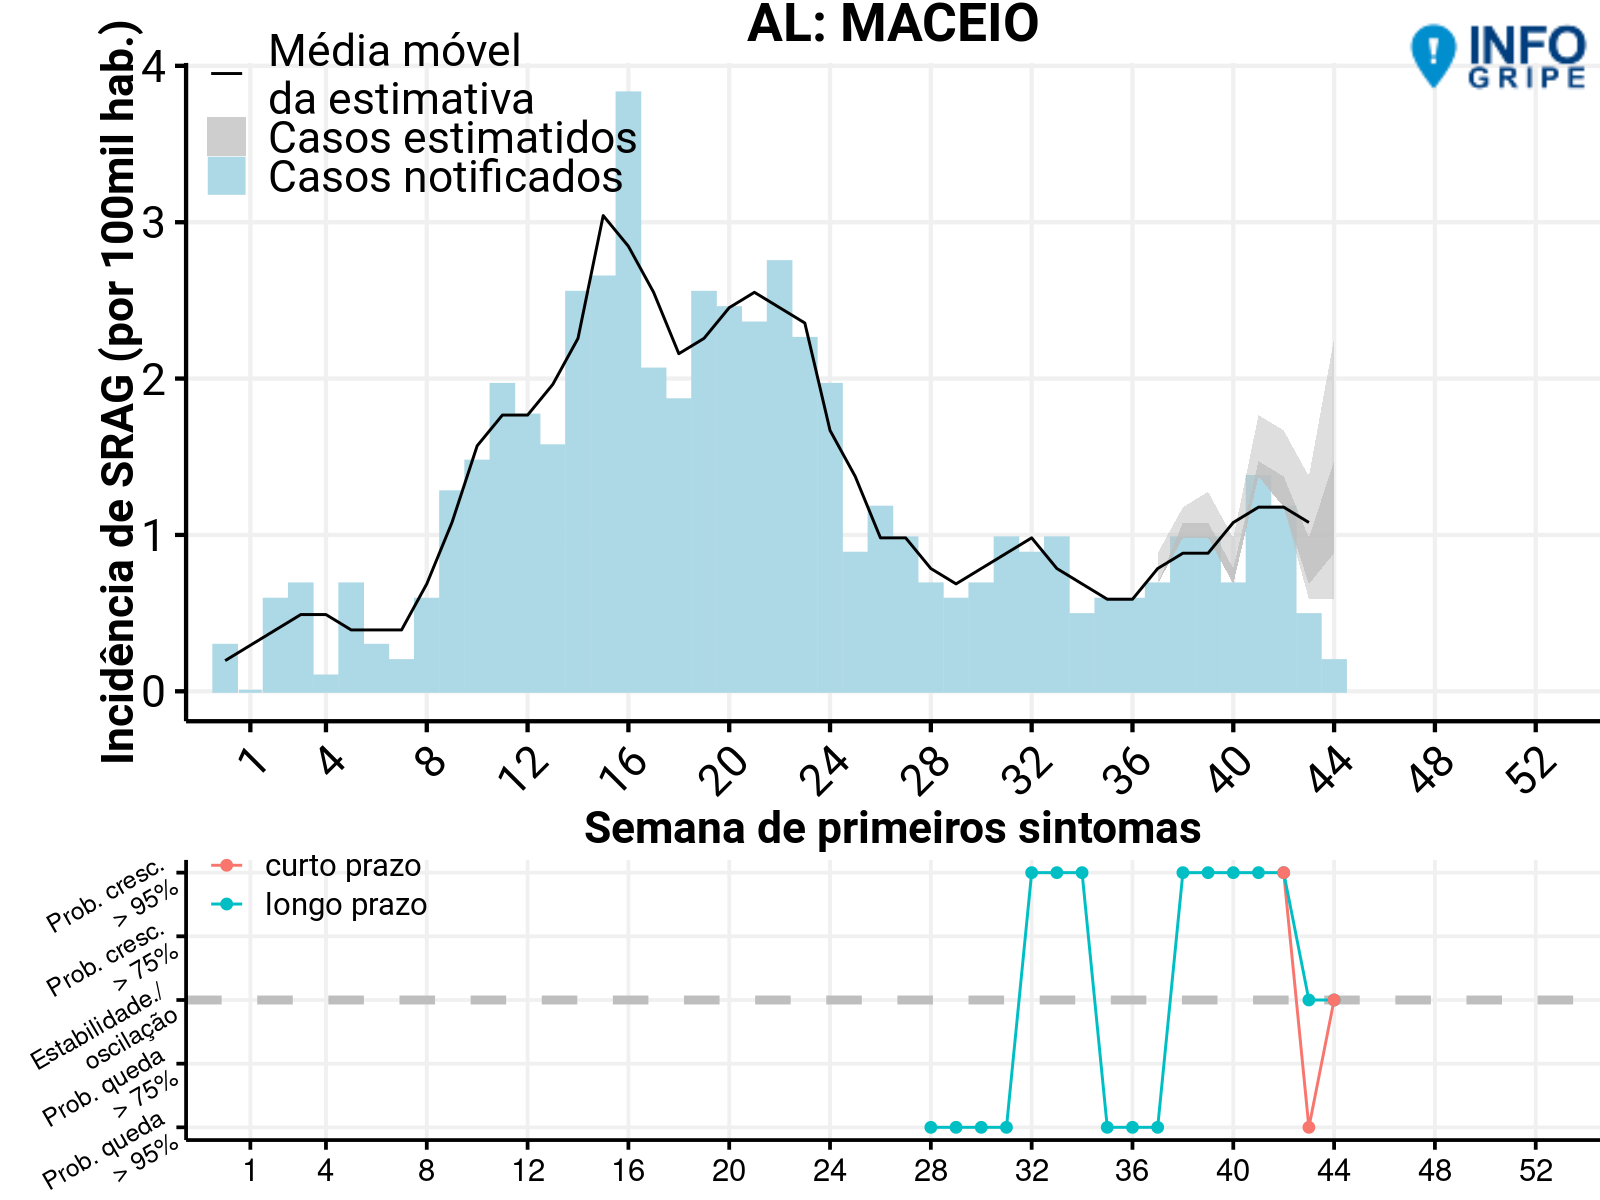 AL: MACEIO
INFO
GRIPE
Média móvel
da estimativa
Casos estimatidos
Casos notificados
Incidência de SRAG (por 100mil hab.)
4
3
2
1
0
1 4 8 12 16 20 24 28 32 36 40 44 48 52
Semana de primeiros sintomas
curto prazo
longo prazo
Prob. cresc.
> 95%
Prob. cresc.
> 75%
Estabilidade./
oscilação
Prob. queda
> 75%
Prob. queda
> 95%
1 4 8 12 16 20 24 28 32 36 40 44 48 52